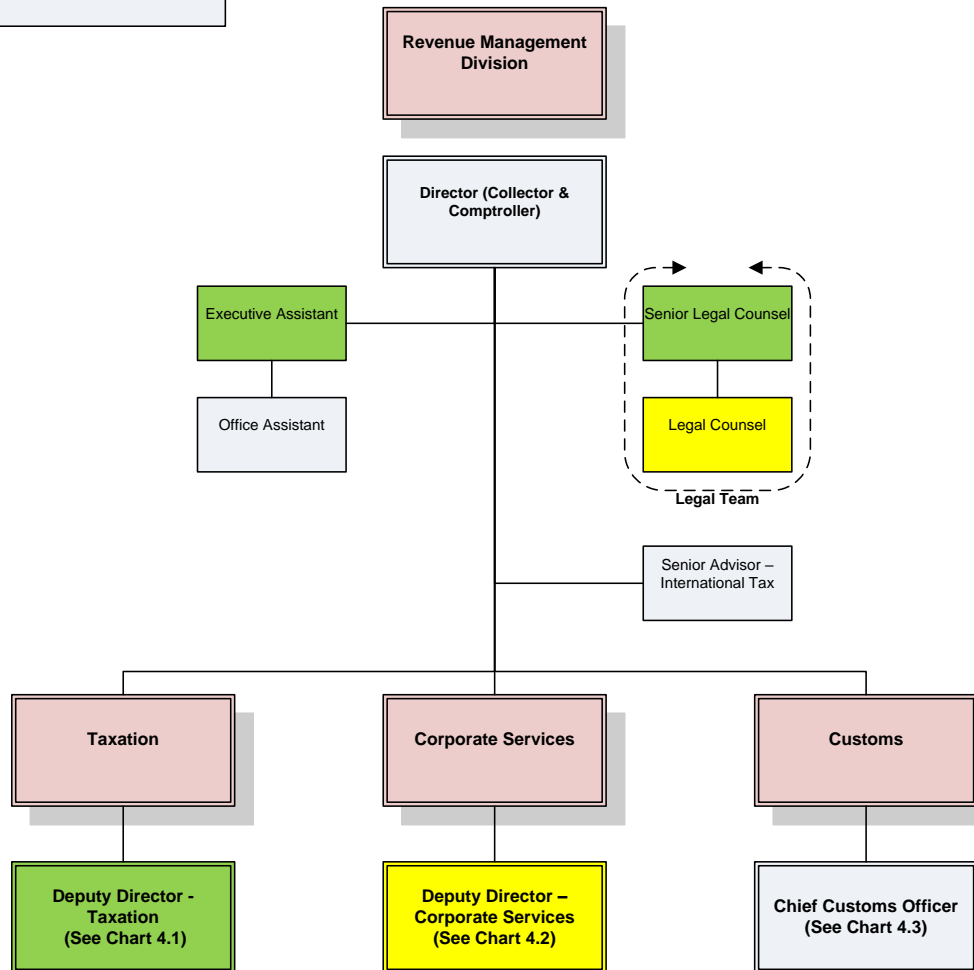 Revenue Management
Division
Director (Collector &
Comptroller)
Executive Assistant
Senior Legal Counsel
Office Assistant
Legal Counsel
Legal Team
Senior Advisor –
International Tax
Taxation
Corporate Services
Customs
Deputy Director -
Taxation
(See Chart 4.1)
Deputy Director –
Corporate Services
(See Chart 4.2)
Chief Customs Officer
(See Chart 4.3)